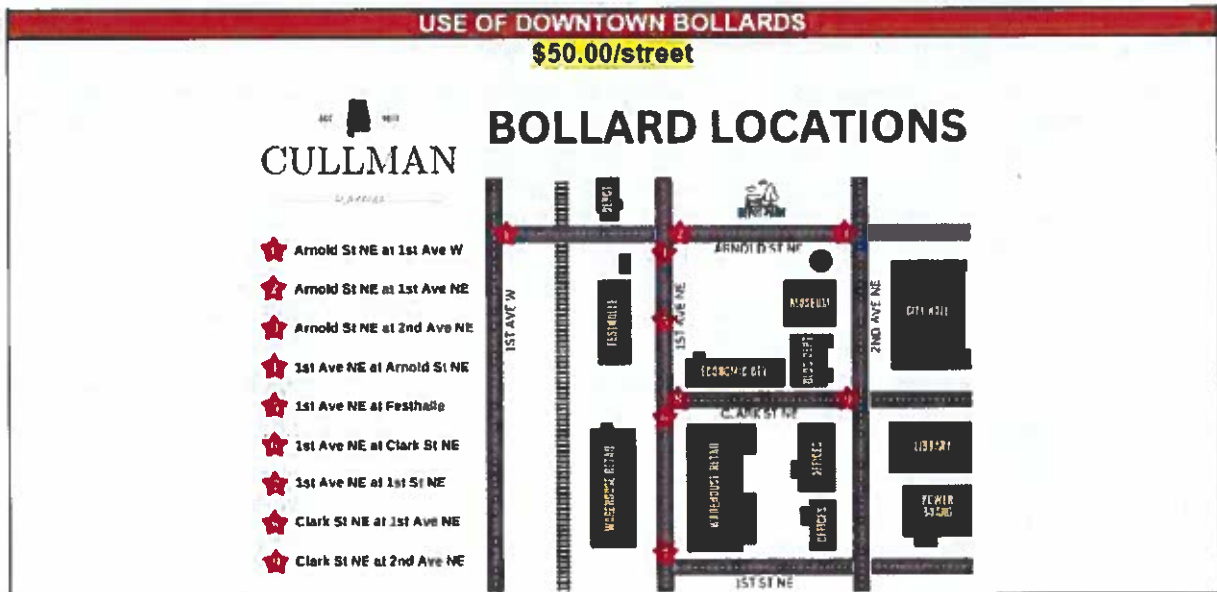 USE OF DOWNTOWN BOLLARDS
$50.00/street
BOLLARD LOCATIONS
CULLMAN
Arnold St NE at 1st Ave W
Arnold St NE at 1st Ave NE
Arnold St NE at 2nd Ave NE
1st Ave NE at Arnold St NE
1st Ave NE at Festhalle
1st Ave NE at Clark St NE
1st Ave NE at 1st St NE
Clark St NE at 1st Ave NE
Clark St NE at 2nd Ave NE
DEPOT
DEPOT PARK
ARNOLD ST NE
1ST AVE W
FESTHALLE
1ST AVE NE
MUSEUM
2ND AVE NE
CITY HALL
ECONOMIC DEV
BLDG DEPT
CLARK ST NE
WAREHOUSE RETAIL
WAREHOUSE RETAIL
OFFICES
LIBRARY
OFFICES
POWER
BOARD
1ST ST NE